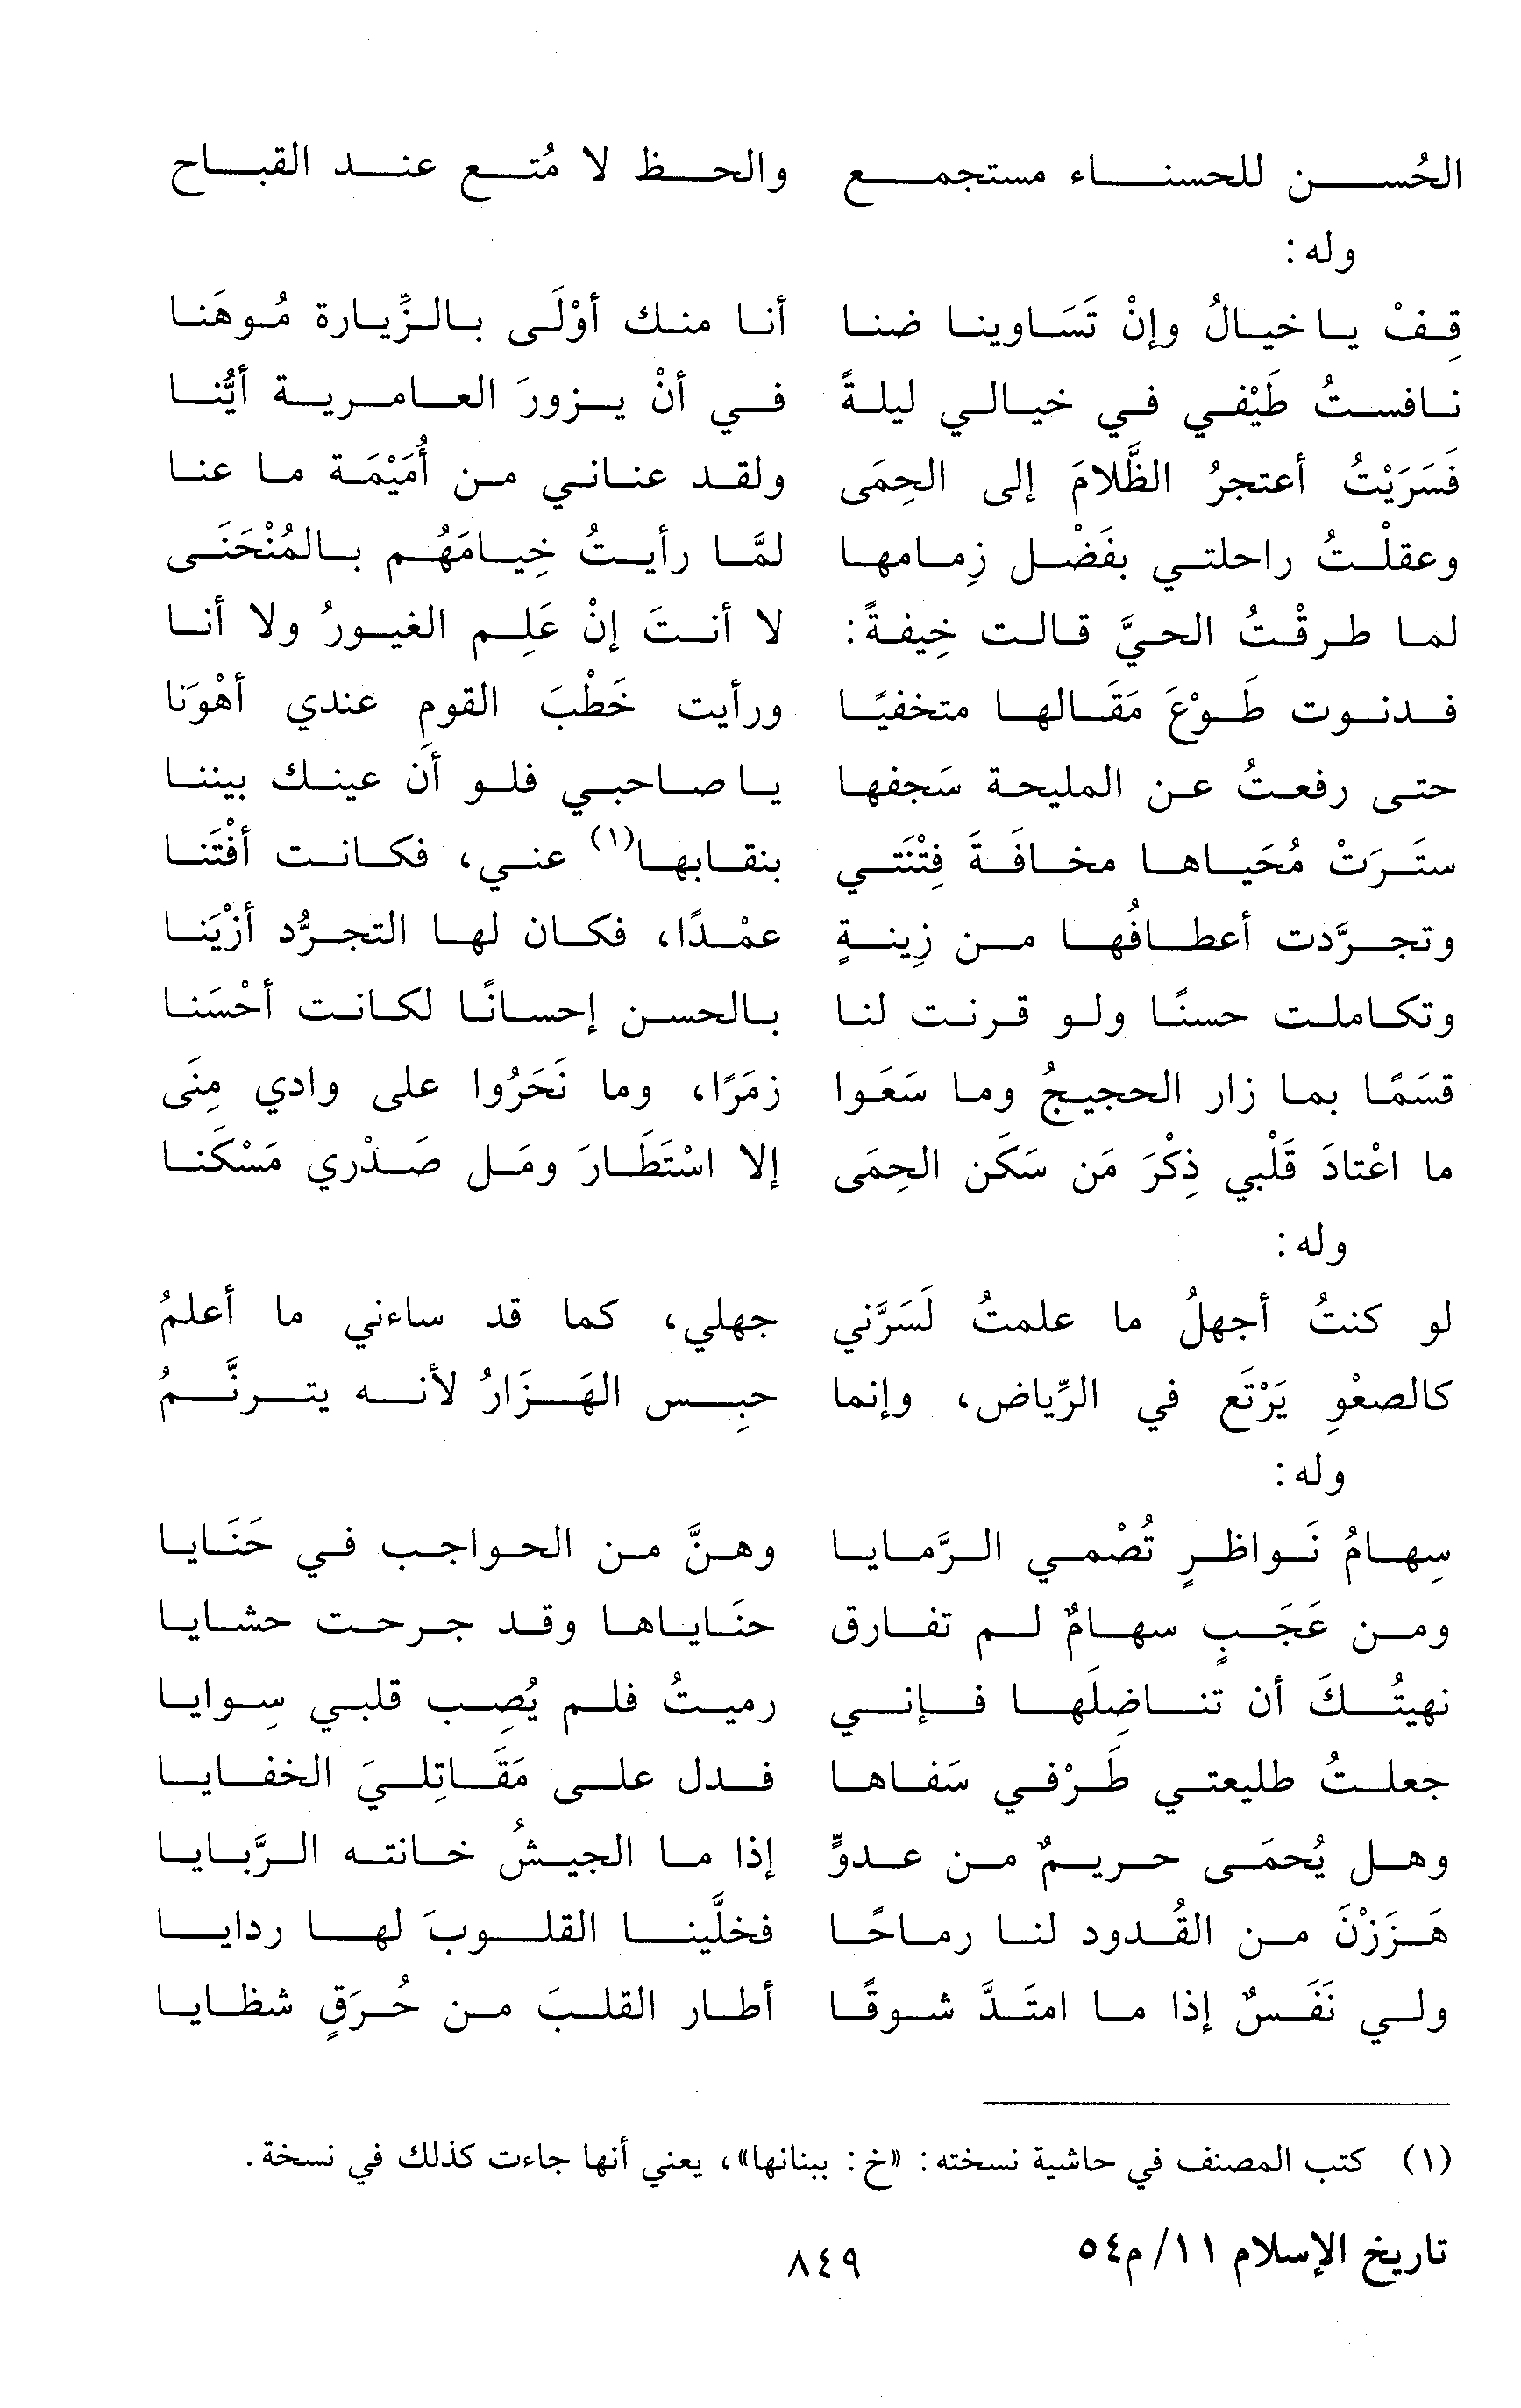 الحُسن للحسناء مستجمع والحظ لا مُتع عند القباح
وله:
قِفْ يا خيالُ وإنْ تَسَاوينا ضنا أنا منك أوْلَى بالزِّيارة مُوهَنا
نافستُ طَيْفي في خيالي ليلةً في أنْ يزورَ العامرية أيُّنا
فَسَرَيْتُ أعتجرُ الظَّلامَ إلى الحِمَى ولقد عناني من أُمَيْمَة ما عنا
وعقلْتُ راحلتي بفَضْل زِمامها لمَّا رأيتُ خِيامَهُم بالمُنْحَنَى
لما طرقْتُ الحيَّ قالت خِيفةً: لا أنتَ إنْ عَلِم الغيورُ ولا أنا
فدنوت طَوْعَ مَقَالها متخفيًا ورأيت خَطْبَ القومِ عندي أهْوَنا
حتى رفعتُ عن المليحة سَجفها يا صاحبي فلو أن عينك بيننا
ستَرَتْ مُحَياها مخافَةَ فِتْنَتي بنقابها(١) عني، فكانت أفْتَنا
وتجرَّدت أعطافُها من زِينةٍ عمْدًا، فكان لها التجرُّد أزْيَنا
وتكاملت حسنًا ولو قرنت لنا بالحسن إحسانًا لكانت أحْسَنا
قسَمًا بما زار الحجيجُ وما سَعَوا زمَرًا، وما نَحَرُوا على وادي مِنَى
ما اعْتادَ قَلْبي ذِكْرَ مَن سَكَن الحِمَى إلا اسْتَطَارَ ومَل صَدْري مَسْكَنا
وله:
لو كنتُ أجهلُ ما علمتُ لَسَرَّني جهلي، كما قد ساءني ما أعلمُ
كالصعْوِ يَرْتَع في الرِّياض، وإنما حبِس الهَزَارُ لأنه يترنَّمُ
وله:
سِهامُ نَواظرٍ تُصْمي الرَّمايا وهنَّ من الحواجب في حَنَايا
ومن عَجَبٍ سهامٌ لم تفارق حنَاياها وقد جرحت حشايا
نهيتُكَ أن تناضِلَها فإني رميتُ فلم يُصِب قلبي سِوايا
جعلتُ طليعتي طَرْفي سَفاها فدل على مَقَاتِليَ الخفايا
وهل يُحمَى حريمٌ من عدوٍّ إذا ما الجيشُ خانته الرَّبايا
هَزَزْنَ من القُدود لنا رماحًا فخلَّينا القلوبَ لها ردايا
ولي نَفَسٌ إذا ما امتَدَّ شوقًا أطار القلبَ من حُرَقٍ شظايا
(١) كتب المصنف في حاشية نسخته: «خ: ببنانها»، يعني أنها جاءت كذلك في نسخة.
تاريخ الإسلام ١١/م٥٤
٨٤٩